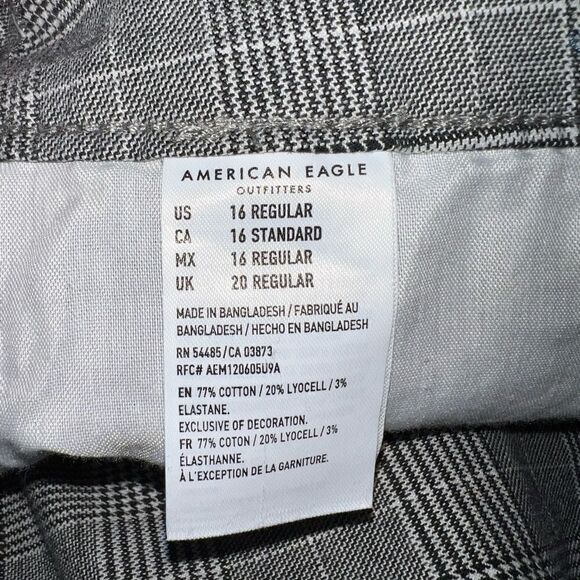 AMERICAN EAGLE
OUTFITTERS
US 16 REGULAR
CA 16 STANDARD
MX 16 REGULAR
UK 20 REGULAR
MADE IN BANGLADESH / FABRIQUÉ AU
BANGLADESH / HECHO EN BANGLADESH
RN 54485 / CA 03873
RFC# AEM120605U9A
EN 77% COTTON / 20% LYOCELL / 3%
ELASTANE.
EXCLUSIVE OF DECORATION.
FR 77% COTON / 20% LYOCELL / 3%
ÉLASTHANNE.
À L'EXCEPTION DE LA GARNITURE.